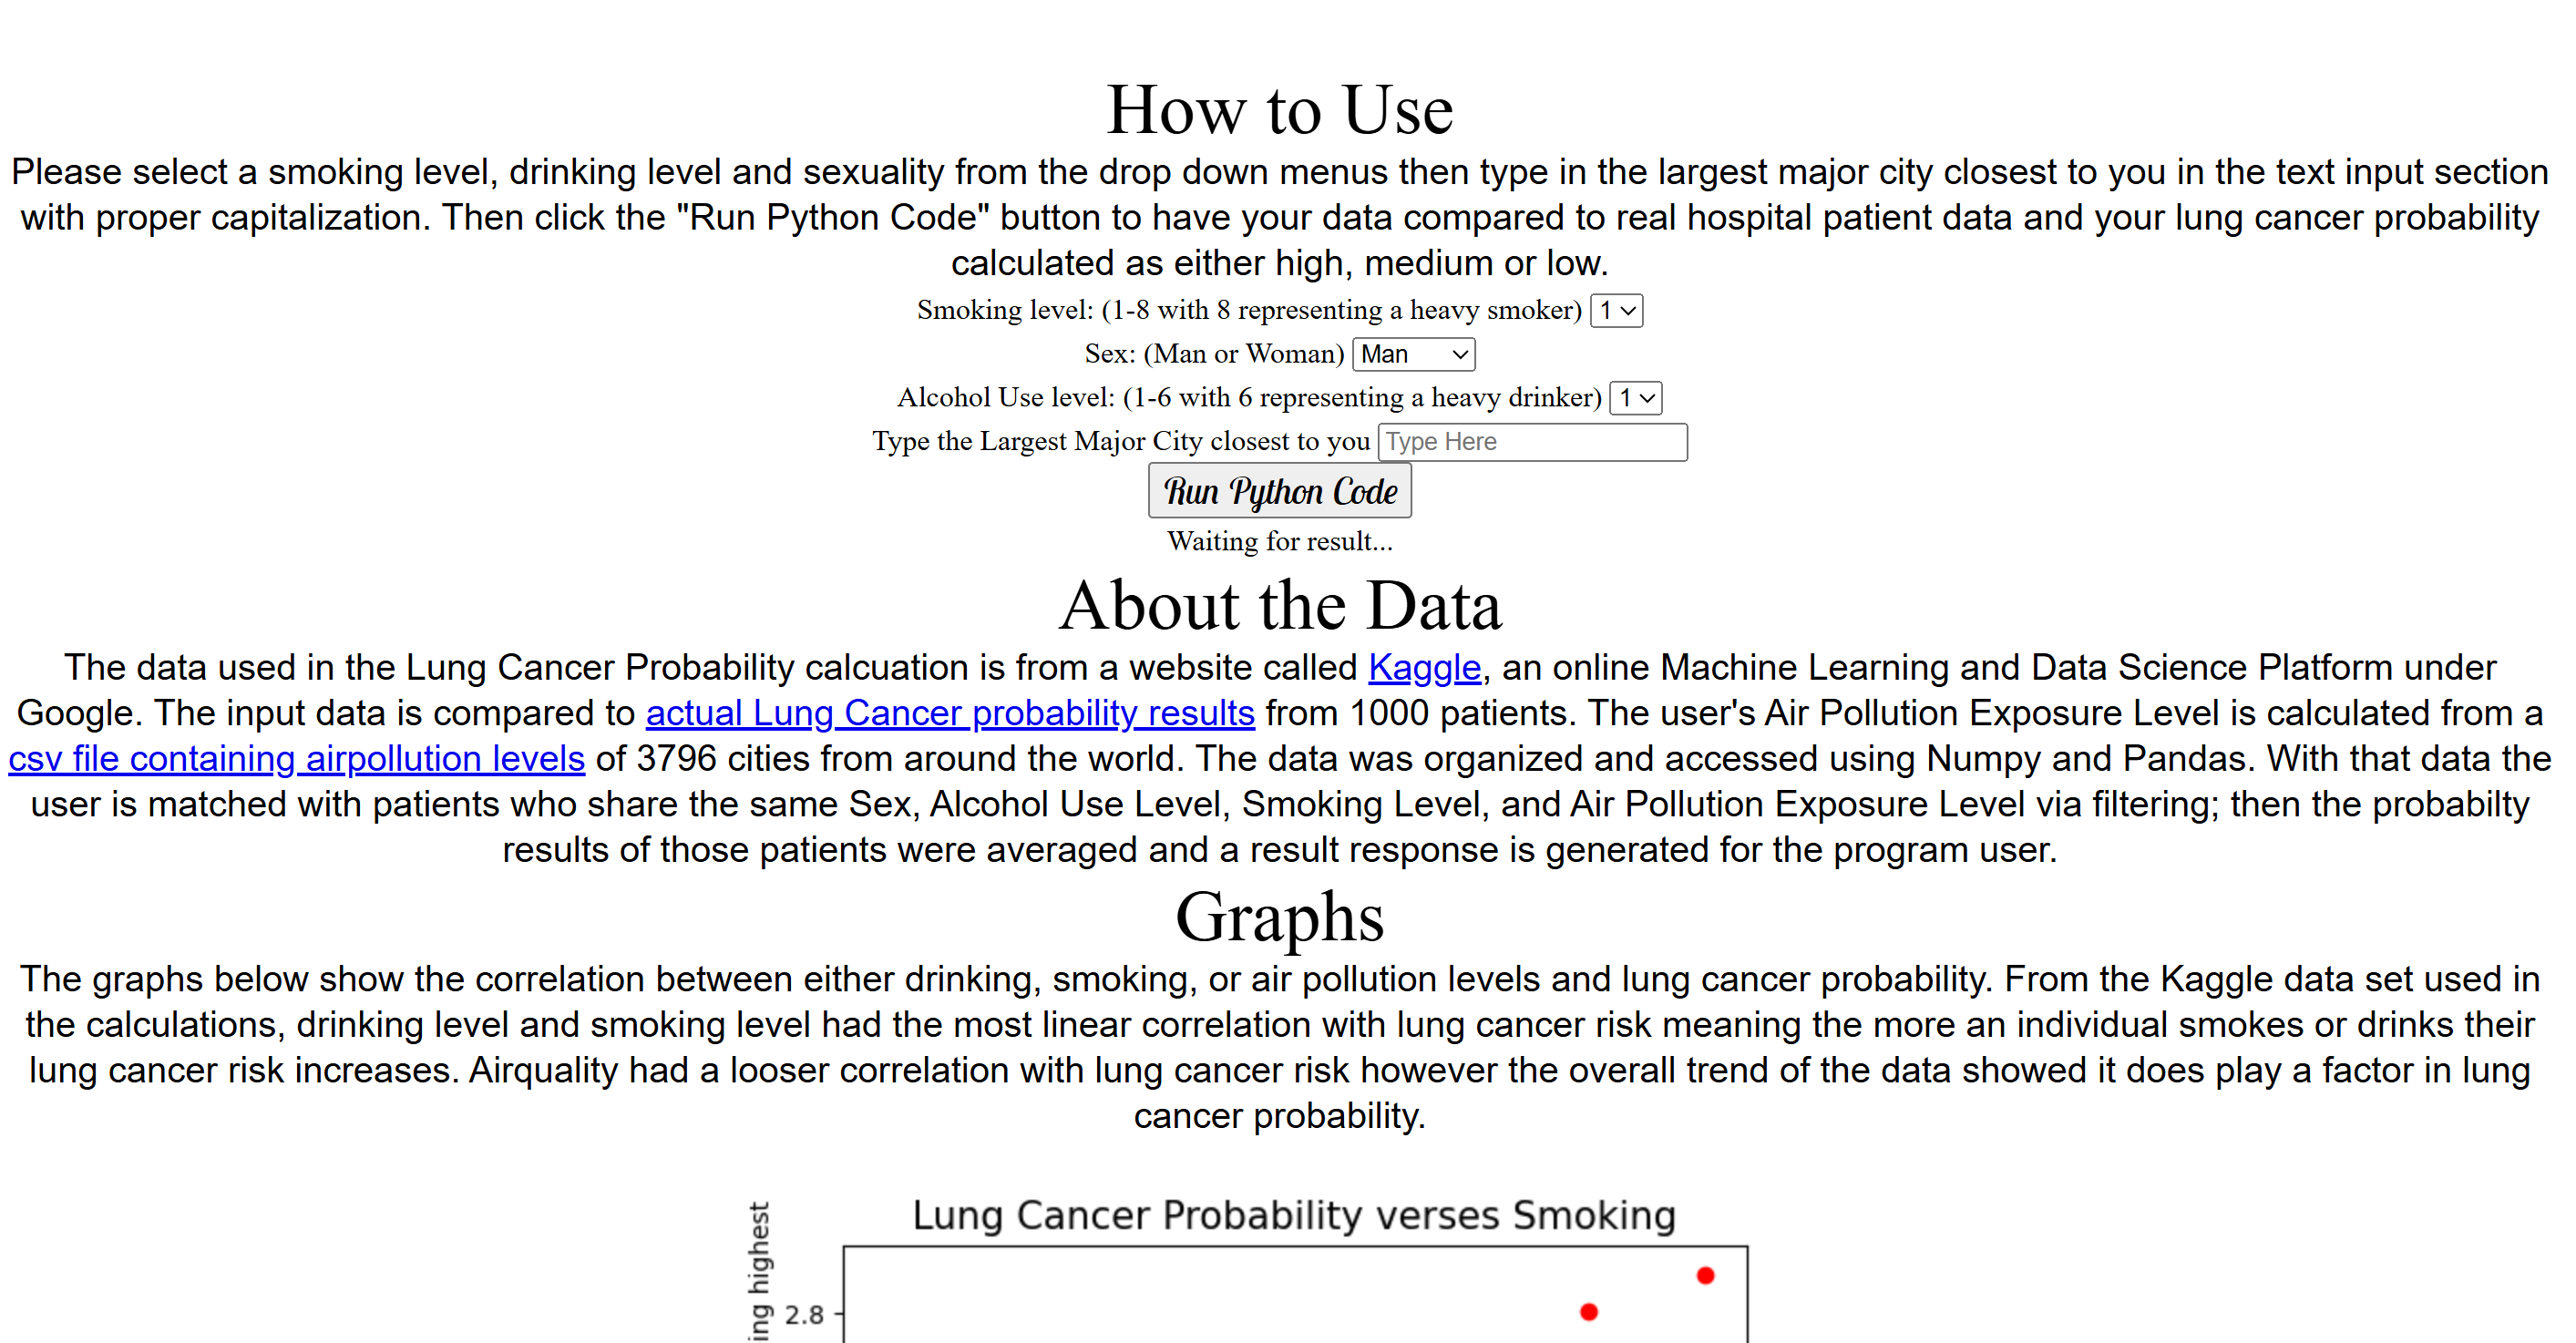 How to Use
Please select a smoking level, drinking level and sexuality from the drop down menus then type in the largest major city closest to you in the text input section
with proper capitalization. Then click the "Run Python Code" button to have your data compared to real hospital patient data and your lung cancer probability
calculated as either high, medium or low.
Smoking level: (1-8 with 8 representing a heavy smoker) 1
Sex: (Man or Woman) Man
Alcohol Use level: (1-6 with 6 representing a heavy drinker) 1
Type the Largest Major City closest to you Type Here
Run Python Code
Waiting for result...
About the Data
The data used in the Lung Cancer Probability calcuation is from a website called Kaggle, an online Machine Learning and Data Science Platform under
Google. The input data is compared to actual Lung Cancer probability results from 1000 patients. The user's Air Pollution Exposure Level is calculated from a
csv file containing airpollution levels of 3796 cities from around the world. The data was organized and accessed using Numpy and Pandas. With that data the
user is matched with patients who share the same Sex, Alcohol Use Level, Smoking Level, and Air Pollution Exposure Level via filtering; then the probabilty
results of those patients were averaged and a result response is generated for the program user.
Graphs
The graphs below show the correlation between either drinking, smoking, or air pollution levels and lung cancer probability. From the Kaggle data set used in
the calculations, drinking level and smoking level had the most linear correlation with lung cancer risk meaning the more an individual smokes or drinks their
lung cancer risk increases. Airquality had a looser correlation with lung cancer risk however the overall trend of the data showed it does play a factor in lung
cancer probability.
Lung Cancer Probability verses Smoking
ing highest
2.8